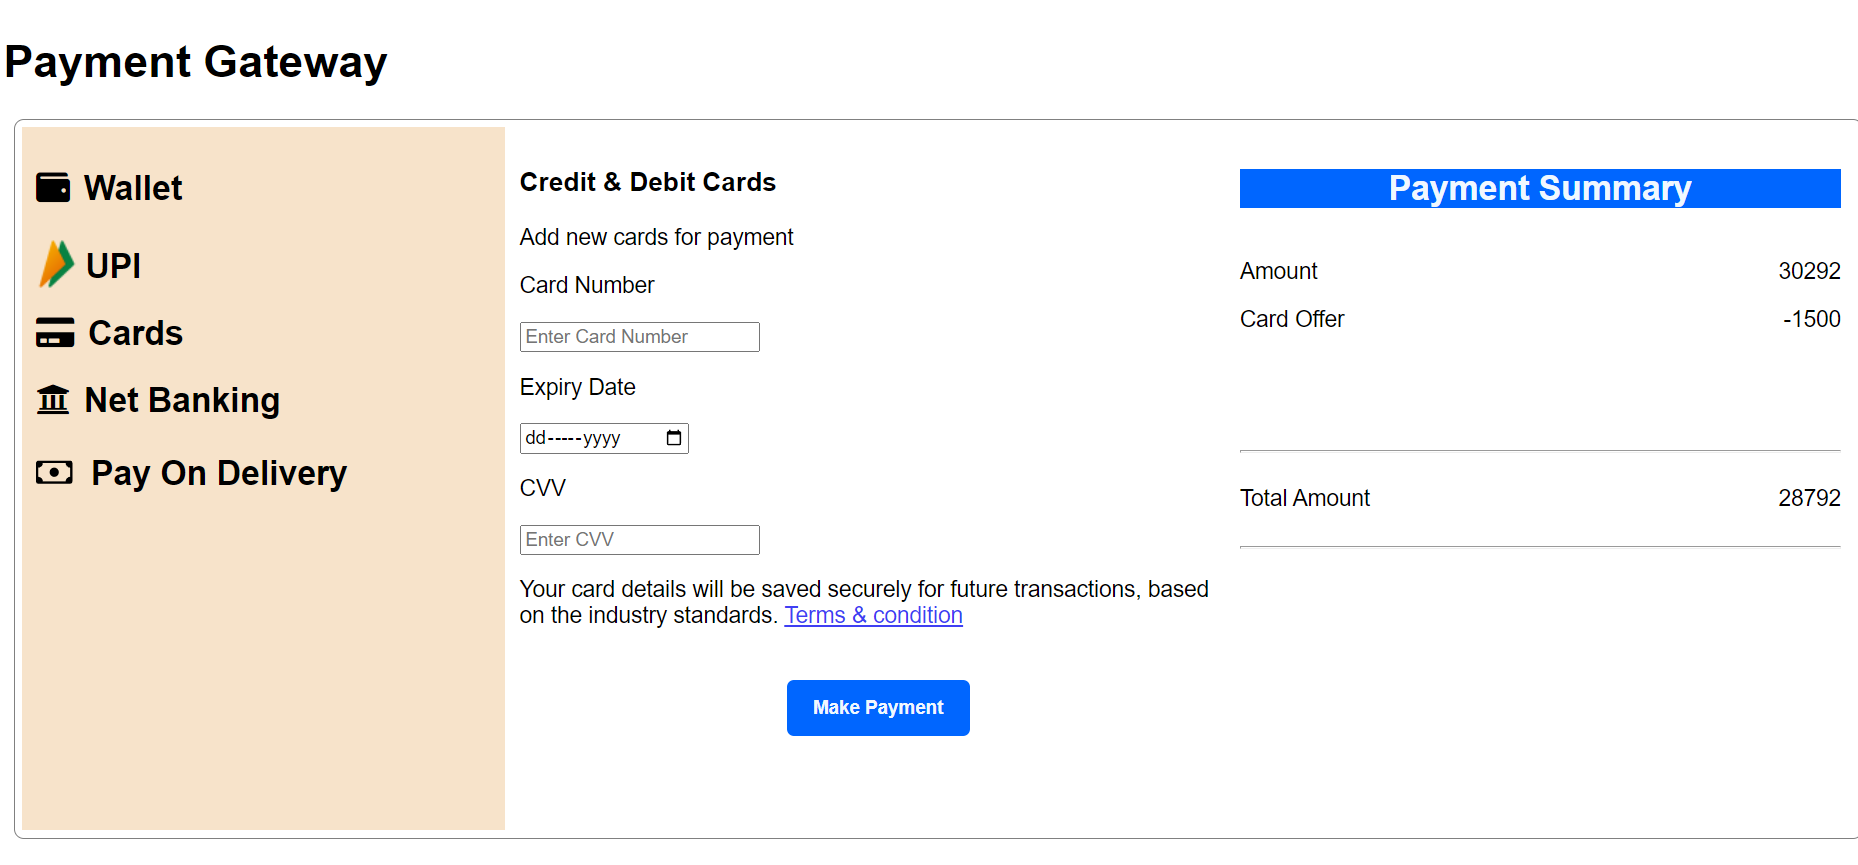 Payment Gateway
Wallet
UPI
Cards
Net Banking
Pay On Delivery
Credit & Debit Cards
Add new cards for payment
Card Number
Enter Card Number
Expiry Date
dd-----yyyy
CVV
Enter CVV
Your card details will be saved securely for future transactions, based
on the industry standards. Terms & condition
Make Payment
Payment Summary
Amount 30292
Card Offer -1500
Total Amount 28792